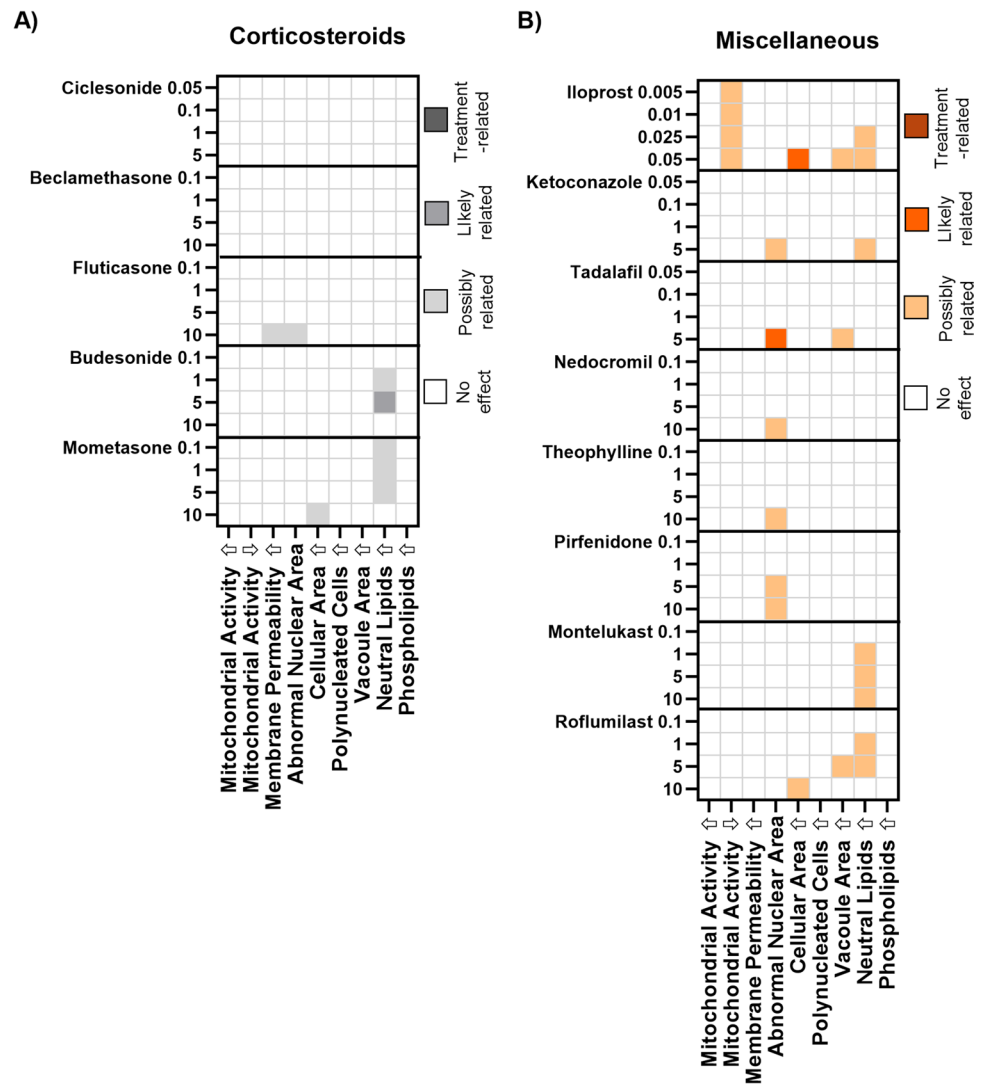 A)
Corticosteroids
Ciclesonide 0.05
0.1
1
5
Beclamethasone 0.1
1
5
10
Fluticasone 0.1
1
5
10
Budesonide 0.1
1
5
10
Mometasone 0.1
1
5
10
Mitochondrial Activity ⇧
Mitochondrial Activity ⇩
Membrane Permeability ⇧
Abnormal Nuclear Area
Cellular Area ⇧
Polynucleated Cells ⇧
Vacoule Area ⇧
Neutral Lipids ⇧
Phospholipids ⇧
Treatment
-related
LIkely
related
Possibly
related
No
effect
B)
Miscellaneous
Iloprost 0.005
0.01
0.025
0.05
Ketoconazole 0.05
0.1
1
5
Tadalafil 0.05
0.1
1
5
Nedocromil 0.1
1
5
10
Theophylline 0.1
1
5
10
Pirfenidone 0.1
1
5
10
Montelukast 0.1
1
5
10
Roflumilast 0.1
1
5
10
Mitochondrial Activity ⇧
Mitochondrial Activity ⇩
Membrane Permeability ⇧
Abnormal Nuclear Area
Cellular Area ⇧
Polynucleated Cells ⇧
Vacoule Area ⇧
Neutral Lipids ⇧
Phospholipids ⇧
Treatment
-related
LIkely
related
Possibly
related
No
effect